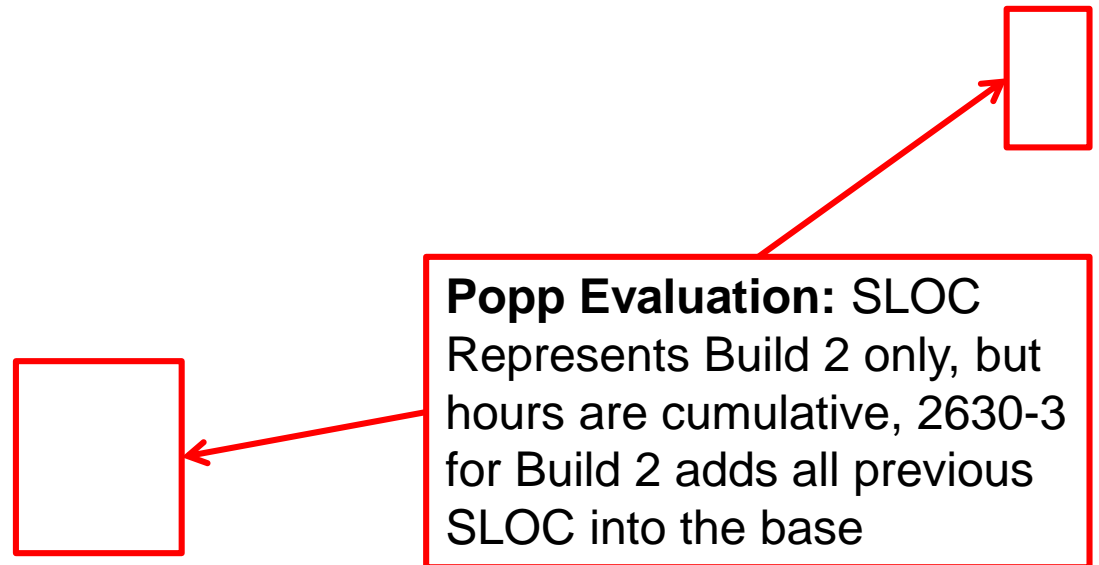 Popp Evaluation: SLOC
Represents Build 2 only, but
hours are cumulative, 2630-3
for Build 2 adds all previous
SLOC into the base